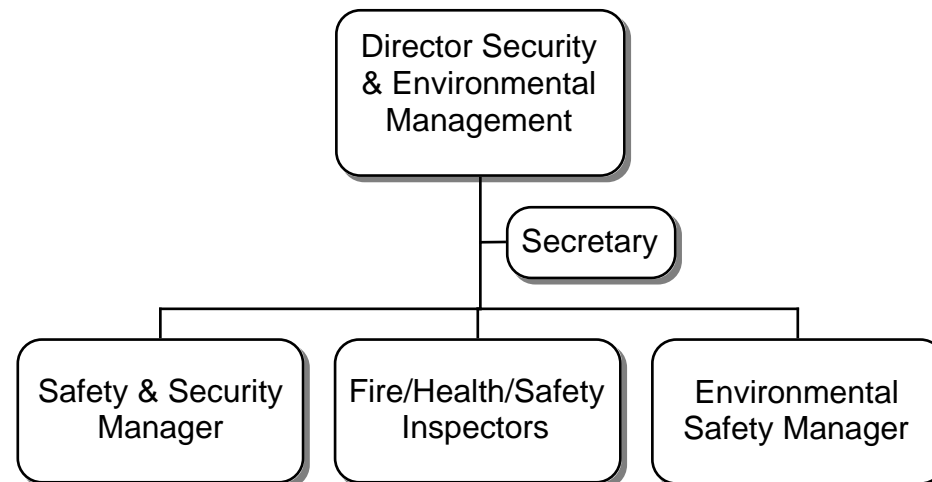 Director Security
& Environmental
Management
Secretary
Safety & Security
Manager
Fire/Health/Safety
Inspectors
Environmental
Safety Manager